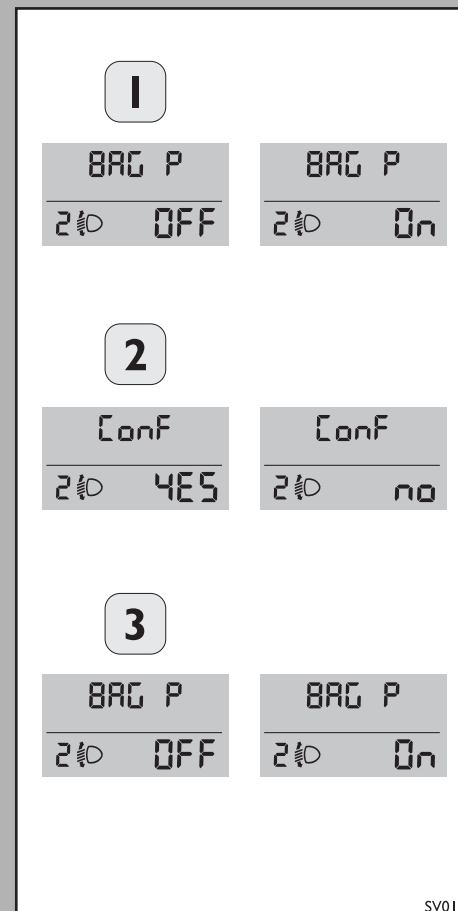 1
BAG P BAG P
2 OFF 2 On
2
ConF ConF
2 YES 2 no
3
BAG P BAG P
2 OFF 2 On
SV01